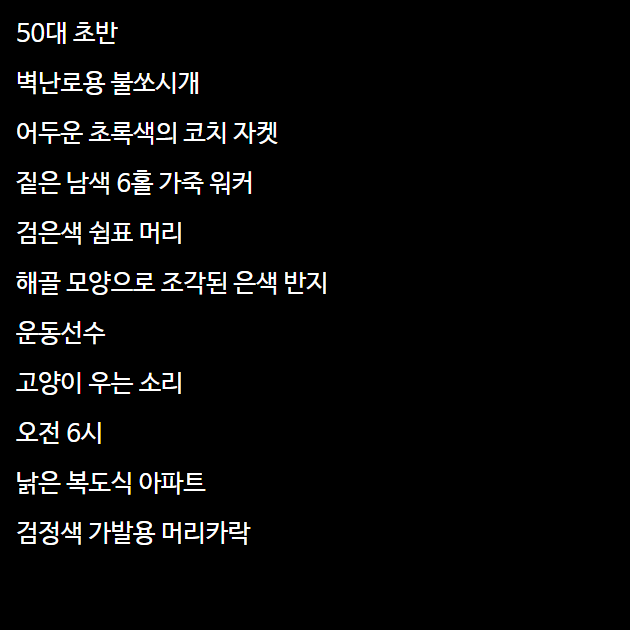 50대 초반
벽난로용 불쏘시개
어두운 초록색의 코치 자켓
짙은 남색 6홀 가죽 워커
검은색 쉼표 머리
해골 모양으로 조각된 은색 반지
운동선수
고양이 우는 소리
오전 6시
낡은 복도식 아파트
검정색 가발용 머리카락